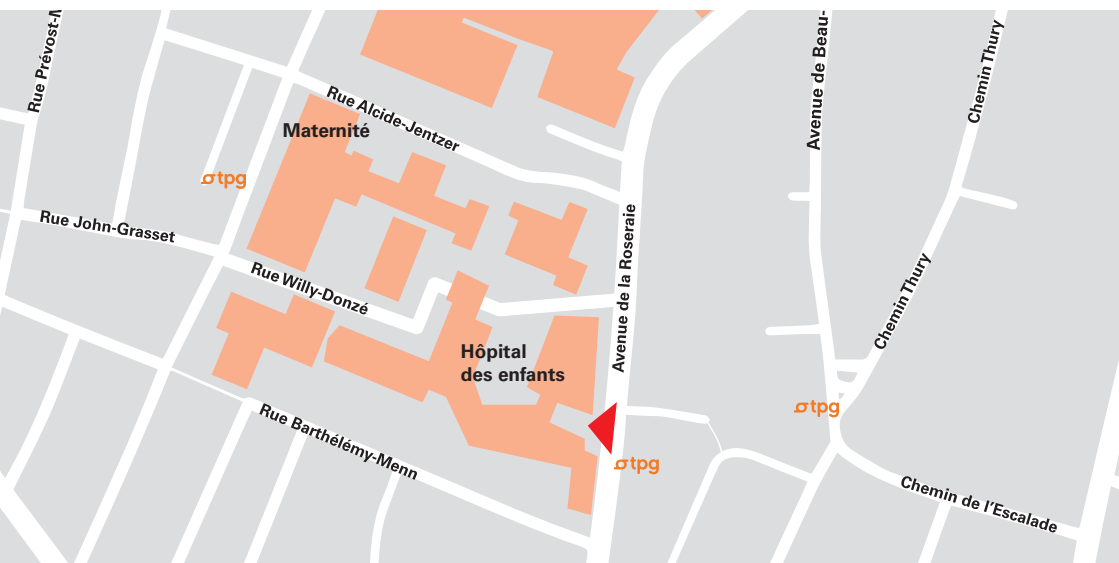 Rue Prévost-M
Avenue de Beau-
Chemin Thury
Rue Alcide-Jentzer
Maternité
tpg
Rue John-Grasset
Avenue de la Roseraie
Rue Willy-Donzé
Chemin Thury
Hôpital
des enfants
tpg
Rue Barthélémy-Menn
tpg
Chemin de l'Escalade